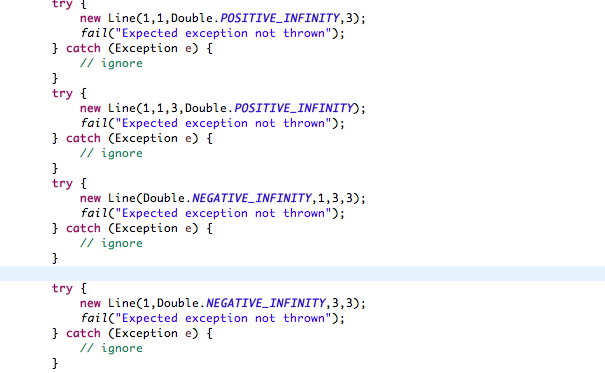 try {
new Line(1,1,Double.POSITIVE_INFINITY,3);
fail("Expected exception not thrown");
} catch (Exception e) {
// ignore
}
try {
new Line(1,1,3,Double.POSITIVE_INFINITY);
fail("Expected exception not thrown");
} catch (Exception e) {
// ignore
}
try {
new Line(Double.NEGATIVE_INFINITY,1,3,3);
fail("Expected exception not thrown");
} catch (Exception e) {
// ignore
}
try {
new Line(1,Double.NEGATIVE_INFINITY,3,3);
fail("Expected exception not thrown");
} catch (Exception e) {
// ignore
}